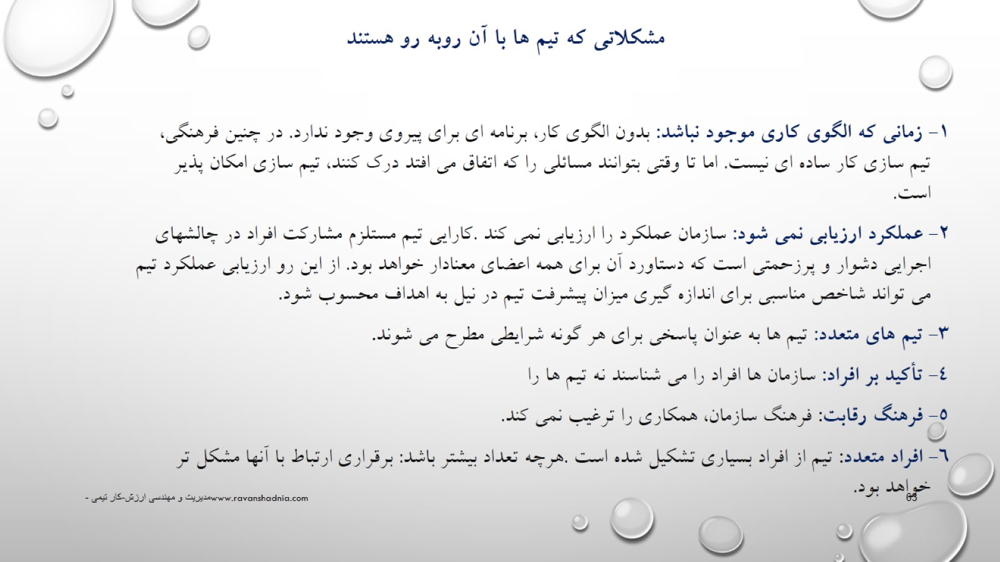 مشکلاتی که تیم ها با آن روبه رو هستند
۱- زمانی که الگوی کاری موجود نباشد: بدون الگوی کار، برنامه ای برای پیروی وجود ندارد. در چنین فرهنگی،
تیم سازی کار ساده ای نیست. اما تا وقتی بتوانند مسائلی را که اتفاق می افتد درک کنند، تیم سازی امکان پذیر
است.
۲- عملکرد ارزیابی نمی شود: سازمان عملکرد را ارزیابی نمی کند .کارایی تیم مستلزم مشارکت افراد در چالشهای
اجرایی دشوار و پرزحمتی است که دستاورد آن برای همه اعضای معنادار خواهد بود. از این رو ارزیابی عملکرد تیم
می تواند شاخص مناسبی برای اندازه گیری میزان پیشرفت تیم در نیل به اهداف محسوب شود.
۳- تیم های متعدد: تیم ها به عنوان پاسخی برای هر گونه شرایطی مطرح می شوند.
٤- تأکید بر افراد: سازمان ها افراد را می شناسند نه تیم ها را
٥- فرهنگ رقابت: فرهنگ سازمان، همکاری را ترغیب نمی کند.
٦- افراد متعدد: تیم از افراد بسیاری تشکیل شده است .هرچه تعداد بیشتر باشد: برقراری ارتباط با آنها مشکل تر
خواهد بود.
63
www.ravanshadnia.comمدیریت و مهندسی ارزش-کار تیمی -